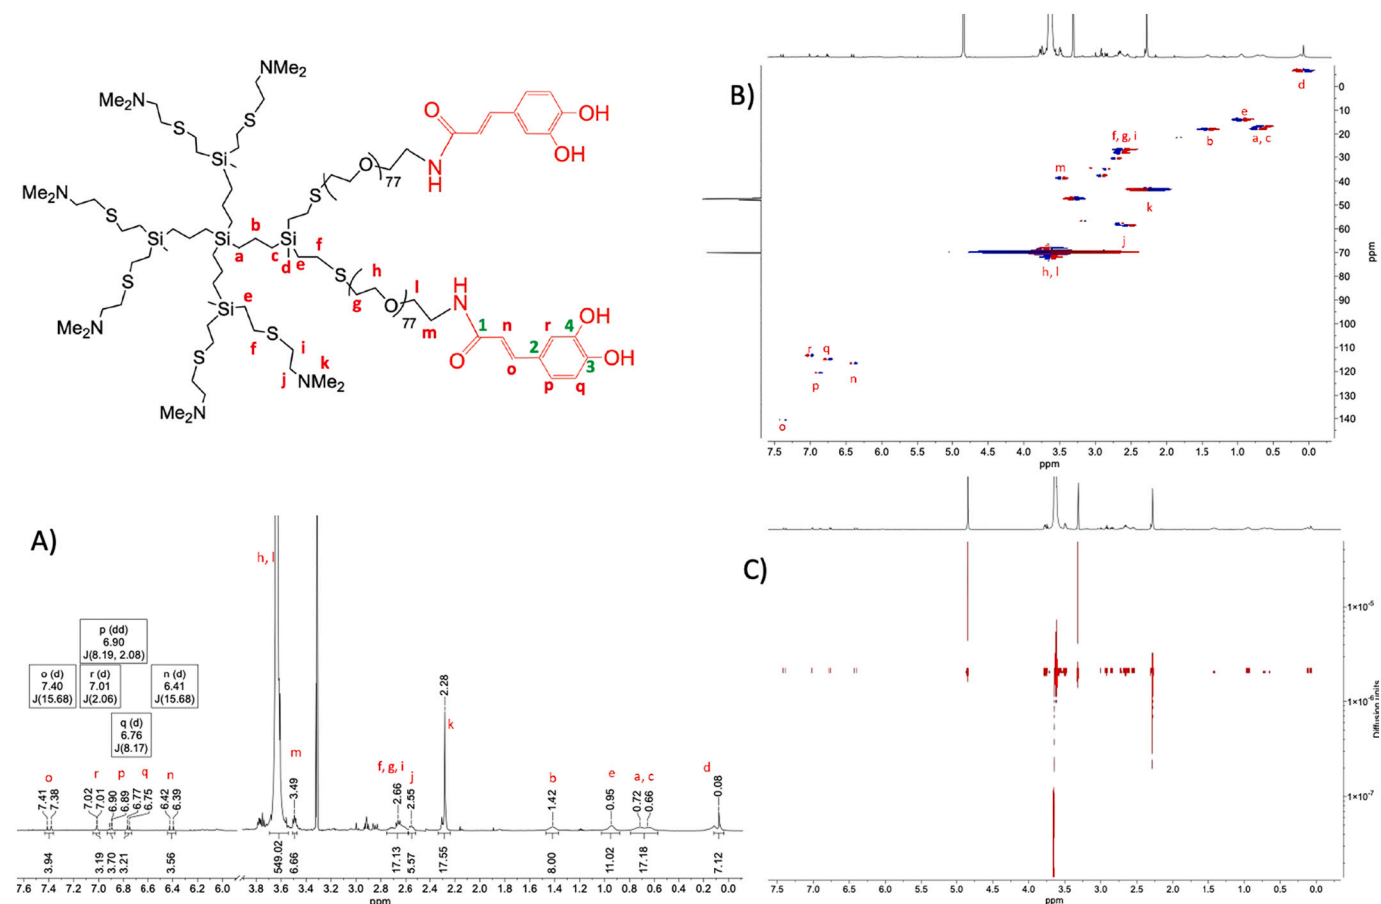 NMe2
Me2N
Me2N
S
S
Si
O
OH
OH
N
H
S
O
77
Me2N
S
Si
Si
b
a
c
Si
d
e
f
S
Me2N
S
h
g
O
77
l
m
N
H
O
1
n
o
2
r
4
OH
3
OH
p
q
Si
e
f
S
i
j
k
NMe2
Me2N
S
S
NMe2
Me2N
B)
d
e
a, c
b
f, g, i
m
k
j
h, l
r
q
p
n
o
0
10
20
30
40
50
60
70
80
90
100
110
120
130
140
ppm
7.5 7.0 6.5 6.0 5.5 5.0 4.5 4.0 3.5 3.0 2.5 2.0 1.5 1.0 0.5 0.0
ppm
A)
h, l
p (dd)
6.90
J(8.19, 2.08)
o (d)
7.40
J(15.68)
r (d)
7.01
J(2.06)
n (d)
6.41
J(15.68)
q (d)
6.76
J(8.17)
o
r
p
q
n
m
f, g, i
j
k
b
e
a, c
d
7.41
7.38
7.02
7.01
6.90
6.89
6.77
6.75
6.42
6.39
3.49
2.66
2.55
2.28
1.42
0.95
0.72
0.66
0.08
3.94
3.19
3.70
3.21
3.56
549.02
6.66
17.13
5.57
17.55
8.00
11.02
17.18
7.12
7.6 7.4 7.2 7.0 6.8 6.6 6.4 6.2 6.0 3.8 3.6 3.4 3.2 3.0 2.8 2.6 2.4 2.2 2.0 1.8 1.6 1.4 1.2 1.0 0.8 0.6 0.4 0.2 0.0
ppm
C)
1×10-5
1×10-6
1×10-7
Diffusion units
7.5 7.0 6.5 6.0 5.5 5.0 4.5 4.0 3.5 3.0 2.5 2.0 1.5 1.0 0.5 0.0
ppm